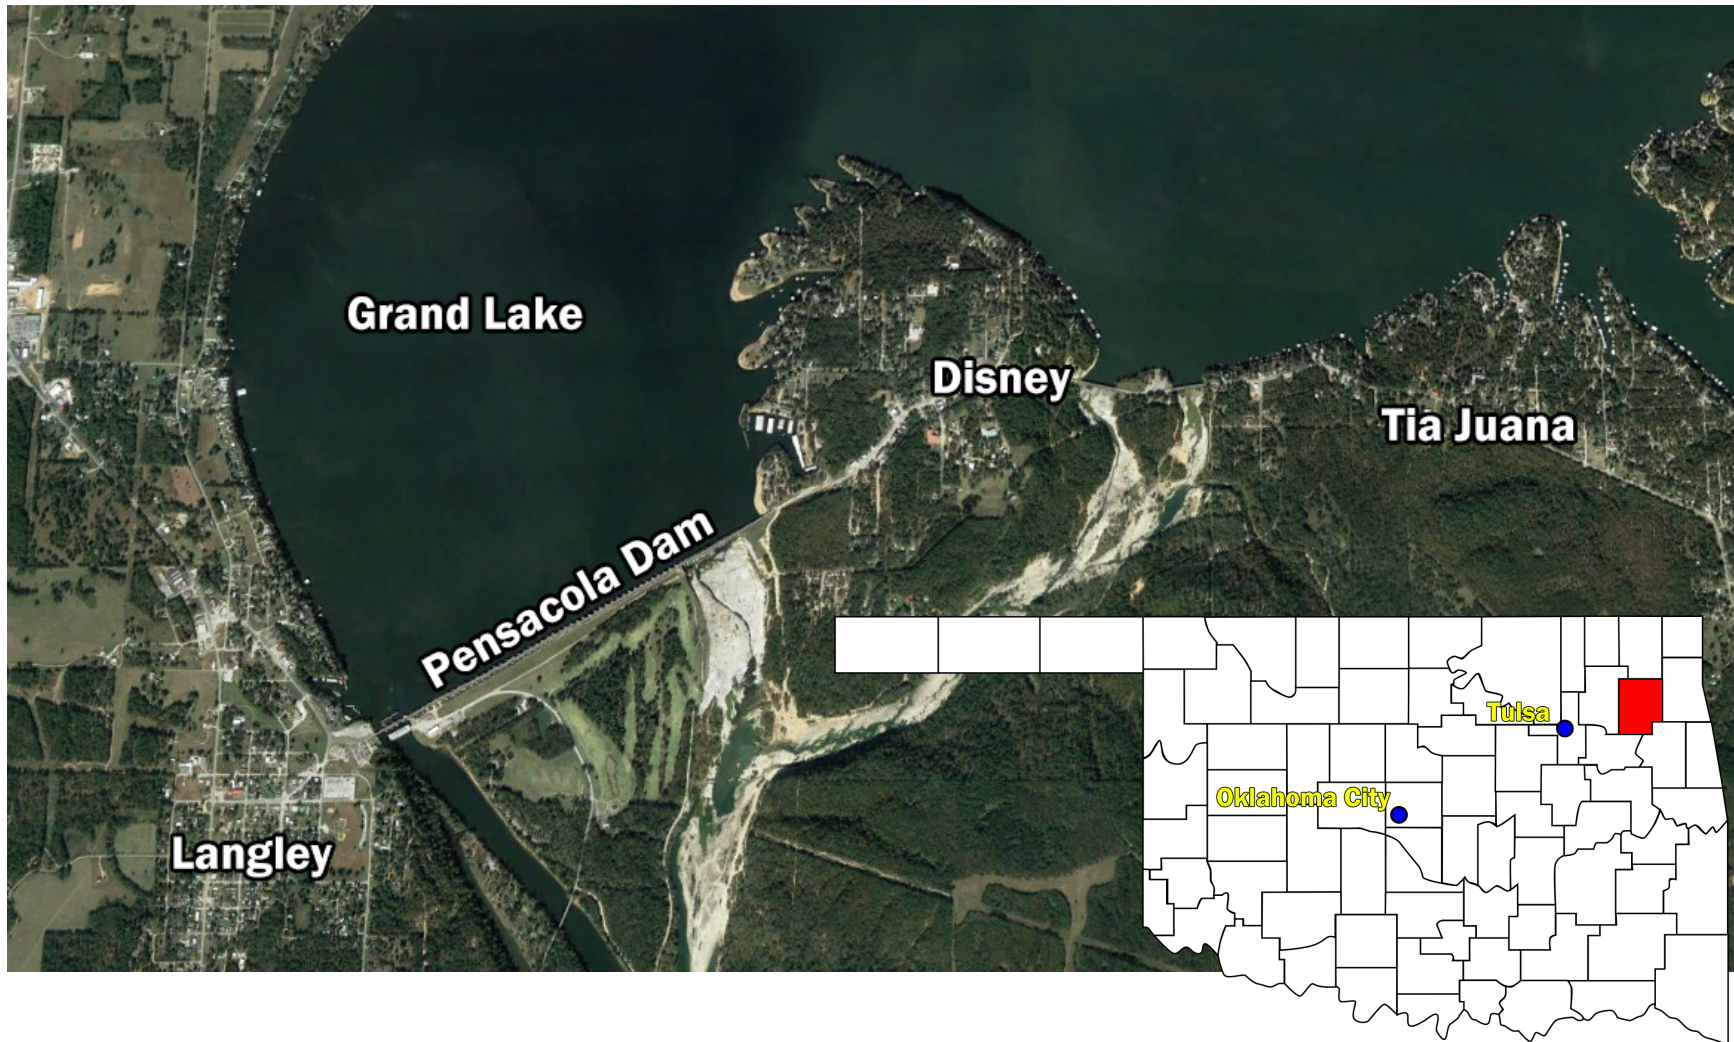 Grand Lake
Disney
Tia Juana
Pensacola Dam
Tulsa
Oklahoma City
Langley